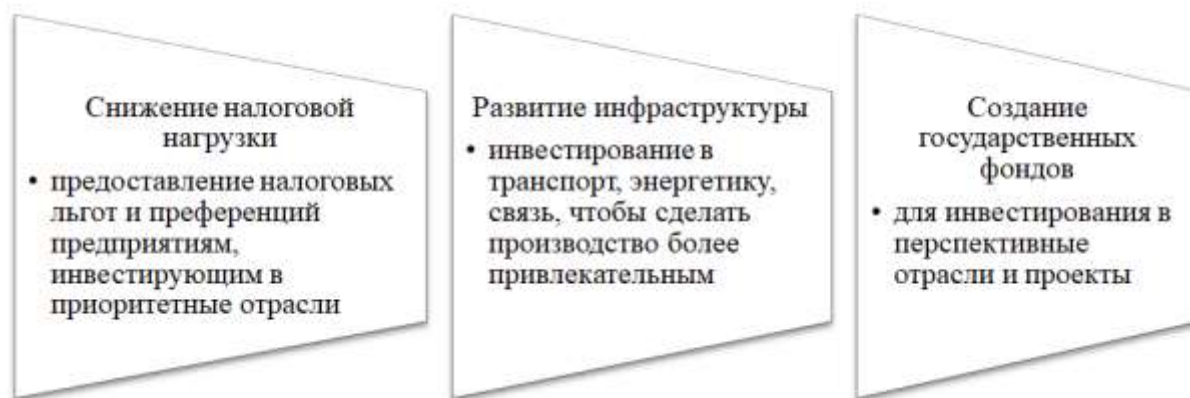 Снижение налоговой
нагрузки
• предоставление налоговых
льгот и преференций
предприятиям,
инвестирующим в
приоритетные отрасли
Развитие инфраструктуры
• инвестирование в
транспорт, энергетику,
связь, чтобы сделать
производство более
привлекательным
Создание
государственных
фондов
• для инвестирования в
перспективные
отрасли и проекты